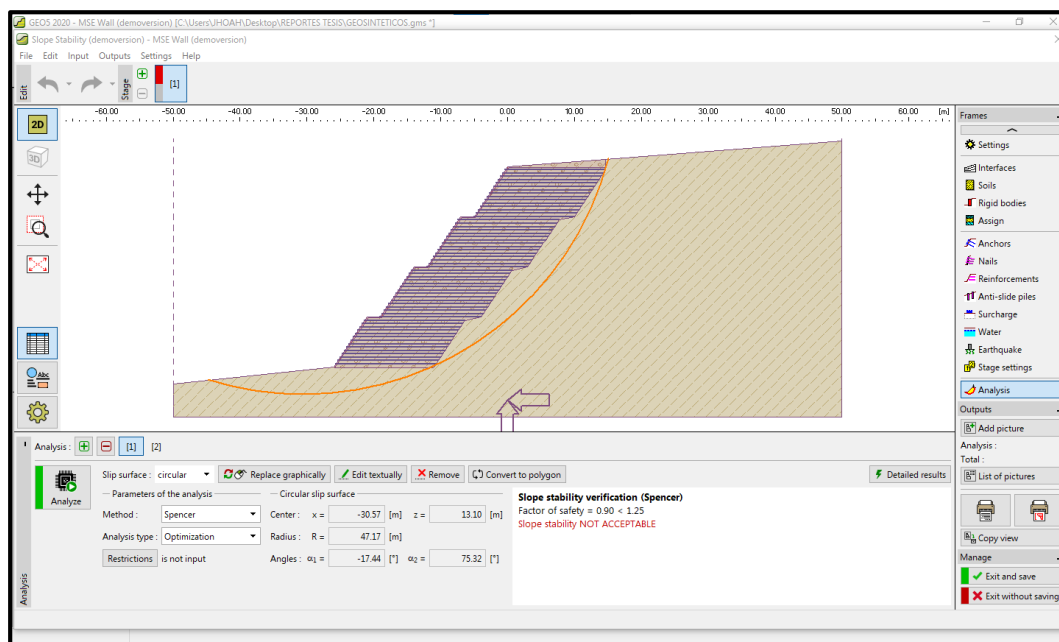 GEO5 2020 - MSE Wall (demoversion) [C:\Users\JHOAH\Desktop\REPORTES TESIS\GEOSINTETICOS.gms *]
Slope Stability (demoversion) - MSE Wall (demoversion)
File Edit Input Outputs Settings Help
Edit
Stage
[1]
-60.00 -50.00 -40.00 -30.00 -20.00 -10.00 0.00 10.00 20.00 30.00 40.00 50.00 60.00 [m]
2D
3D
Abc
Frames
Settings
Interfaces
Soils
Rigid bodies
Assign
Anchors
Nails
Reinforcements
Anti-slide piles
Surcharge
Water
Earthquake
Stage settings
Analysis
Outputs
Add picture
Analysis :
Total :
List of pictures
Copy view
Manage
Exit and save
Exit without saving
Analysis : [1] [2]
Analyze
Slip surface : circular Replace graphically Edit textually Remove Convert to polygon Detailed results
Parameters of the analysis
Method : Spencer
Analysis type : Optimization
Restrictions is not input
Circular slip surface
Center : x = -30.57 [m] z = 13.10 [m]
Radius : R = 47.17 [m]
Angles : α1 = -17.44 [°] α2 = 75.32 [°]
Slope stability verification (Spencer)
Factor of safety = 0.90 < 1.25
Slope stability NOT ACCEPTABLE
Analysis